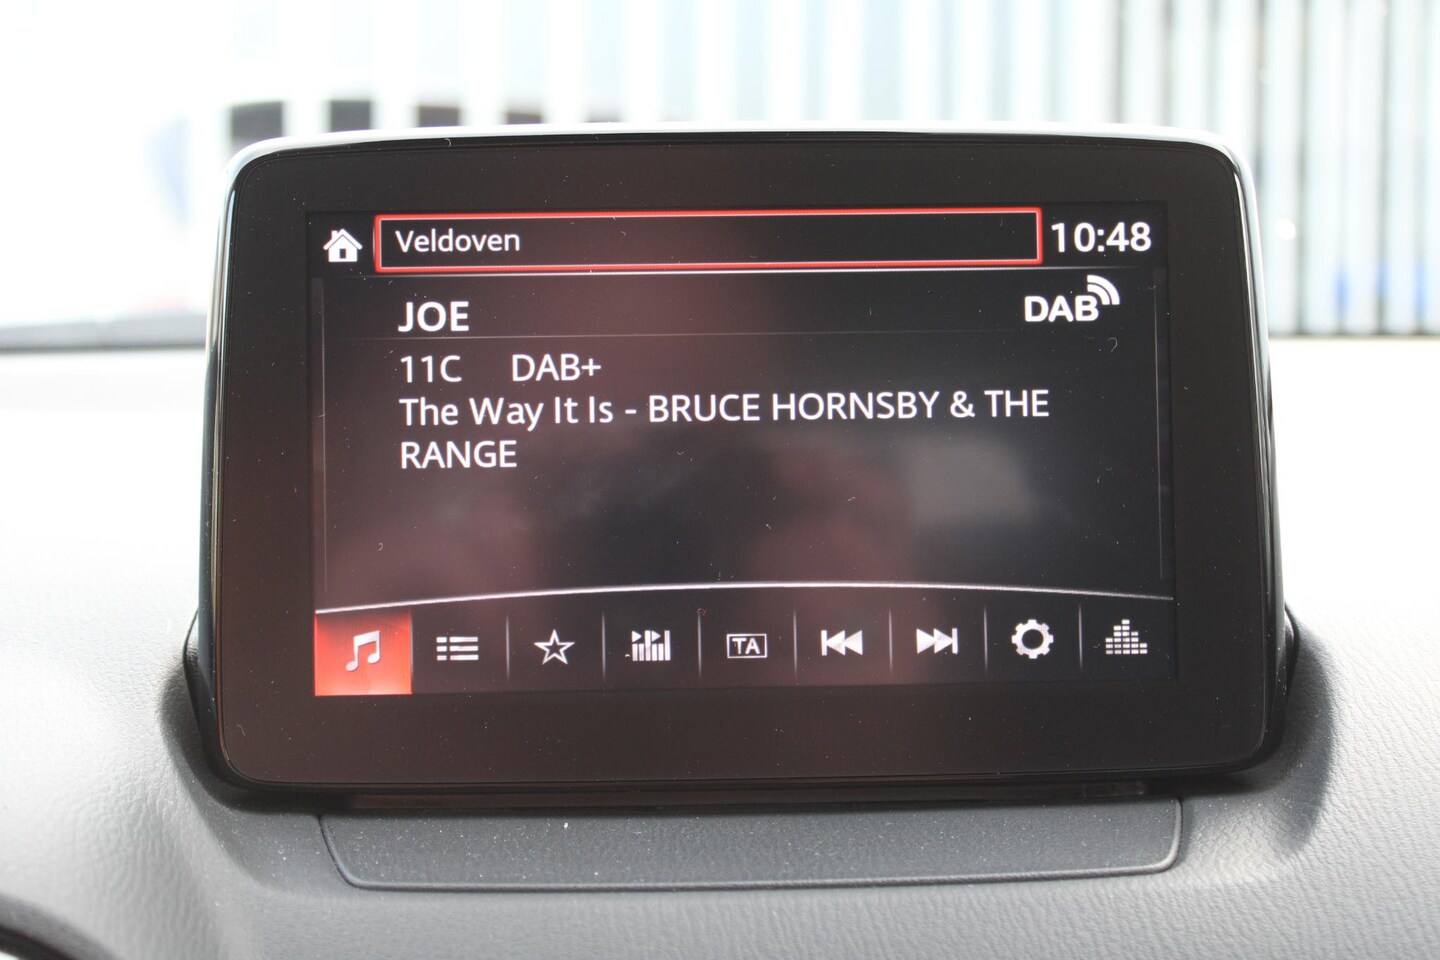 Veldoven
10:48
JOE
DAB
11C DAB+
The Way It Is - BRUCE HORNSBY & THE
RANGE
TA